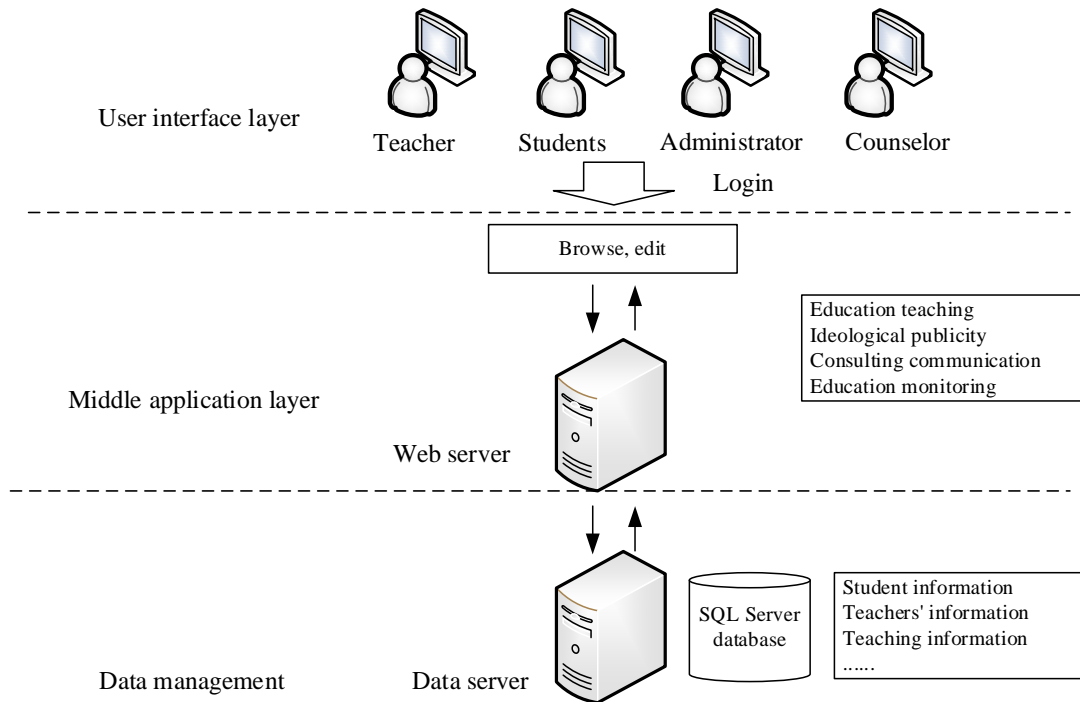 User interface layer
Teacher
Students
Administrator
Counselor
Login
Browse, edit
Education teaching
Ideological publicity
Consulting communication
Education monitoring
Middle application layer
Web server
SQL Server
database
Student information
Teachers' information
Teaching information
......
Data management
Data server